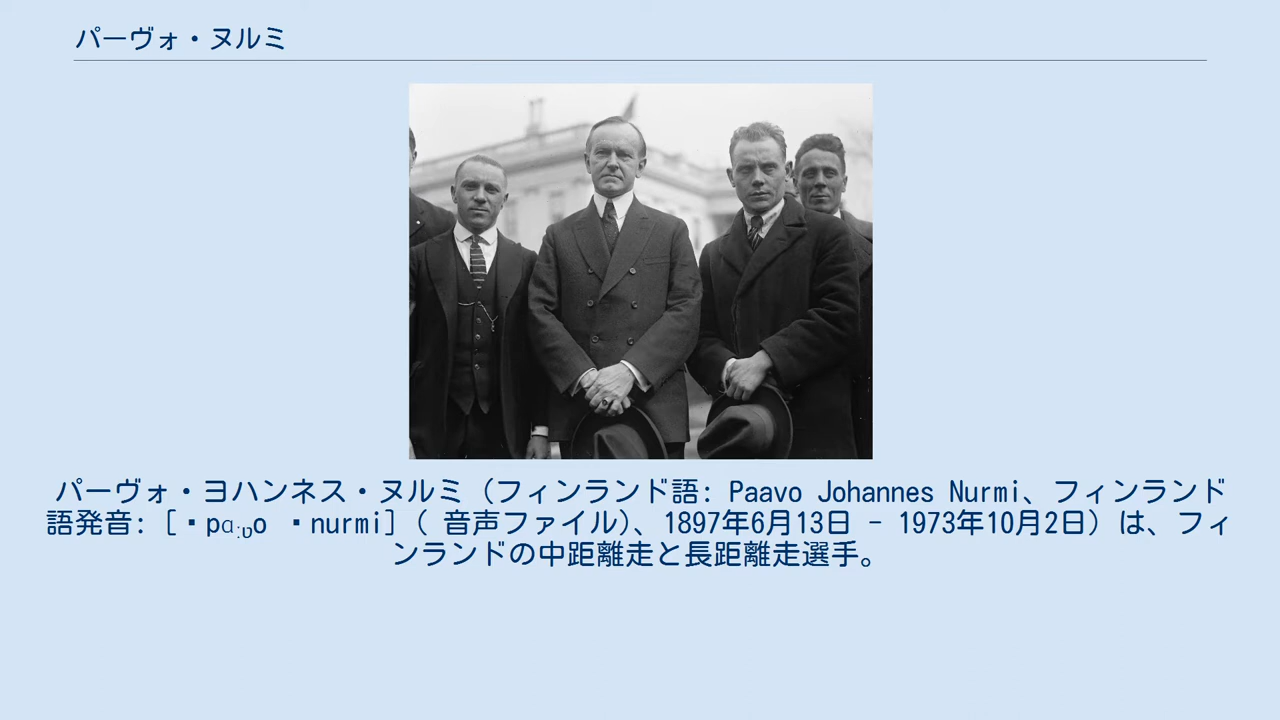 パーヴォ・ヌルミ
パーヴォ・ヨハンネス・ヌルミ（フィンランド語: Paavo Johannes Nurmi、フィンランド
語発音: [ˈpɑːʋo ˈnurmi]（ 音声ファイル）、1897年6月13日 - 1973年10月2日）は、フィ
ンランドの中距離走と長距離走選手。